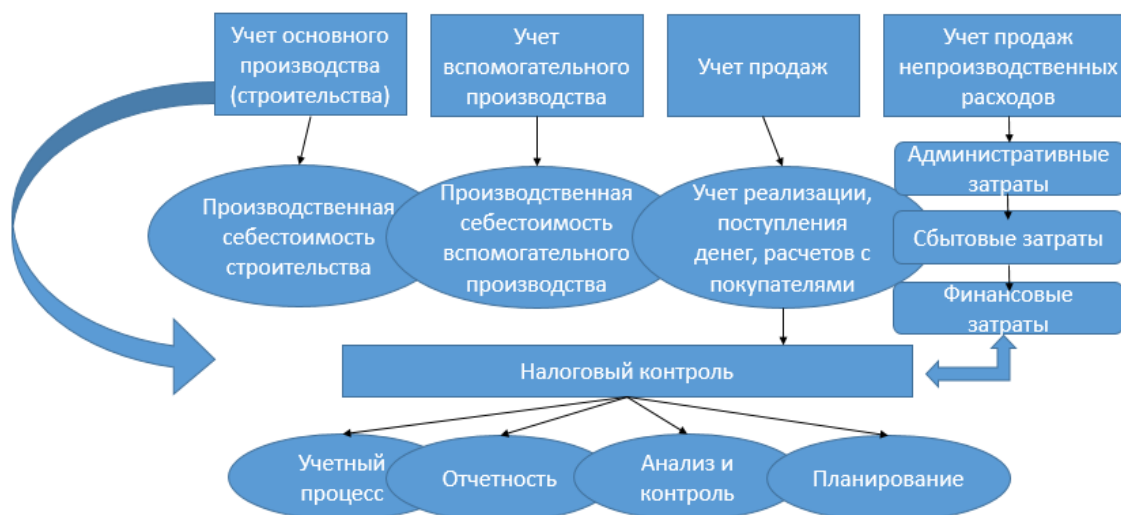 Учет основного
производства
(строительства)
Учет
вспомогательного
производства
Учет продаж
Учет продаж
непроизводственных
расходов
Административные
затраты
Производственная
себестоимость
строительства
Производственная
себестоимость
вспомогательного
производства
Учет реализации,
поступления
денег, расчетов с
покупателями
Сбытовые затраты
Финансовые
затраты
Налоговый контроль
Учетный
процесс
Отчетность
Анализ и
контроль
Планирование